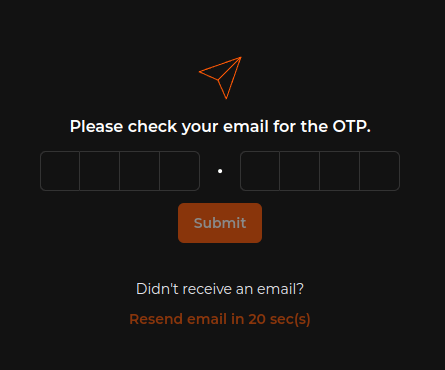 Please check your email for the OTP.
Submit
Didn't receive an email?
Resend email in 20 sec(s)